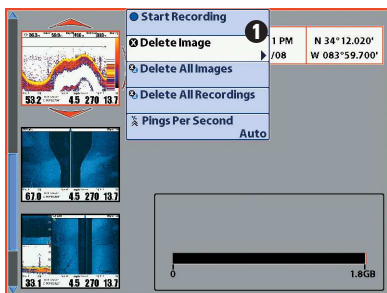 Start Recording
1
Delete Image
Delete All Images
Delete All Recordings
Pings Per Second
Auto
1 PM
/08
N 34°12.020'
W 083°59.700'
53.2 4.5 270 13.7
67.0 4.5 270 13.7
33.1 4.5 270 13.7
0 1.8GB